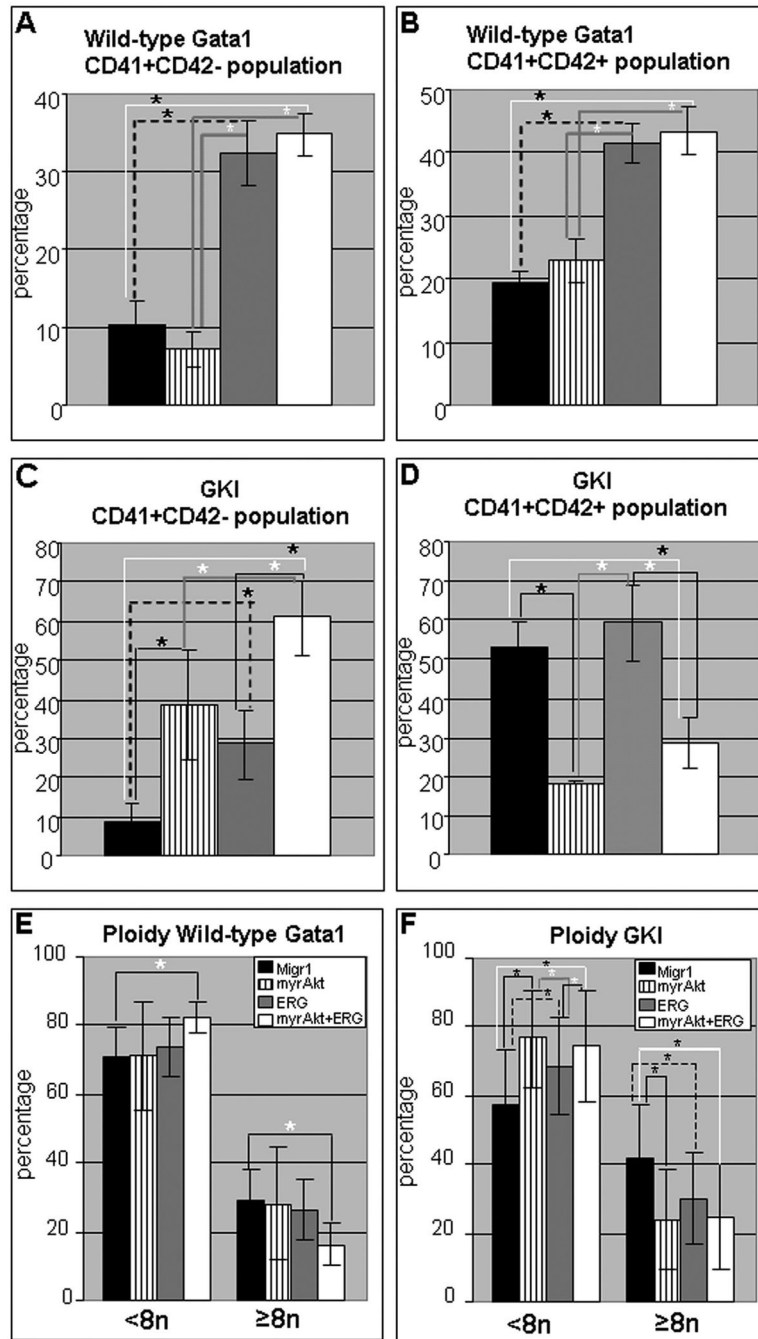 A
Wild-type Gata1
CD41+CD42- population
percentage
40
30
20
10
0
*
*
*
*
B
Wild-type Gata1
CD41+CD42+ population
percentage
50
40
30
20
10
0
*
*
*
*
C
GKI
CD41+CD42- population
percentage
80
70
60
50
40
30
20
10
0
*
*
*
*
*
D
GKI
CD41+CD42+ population
percentage
80
70
60
50
40
30
20
10
0
*
*
*
*
*
E
Ploidy Wild-type Gata1
percentage
100
80
60
40
20
0
*
*
Migr1
myrAkt
ERG
myrAkt+ERG
<8n
≥8n
F
Ploidy GKI
percentage
100
80
60
40
20
0
*
*
*
*
*
*
*
*
Migr1
myrAkt
ERG
myrAkt+ERG
<8n
≥8n